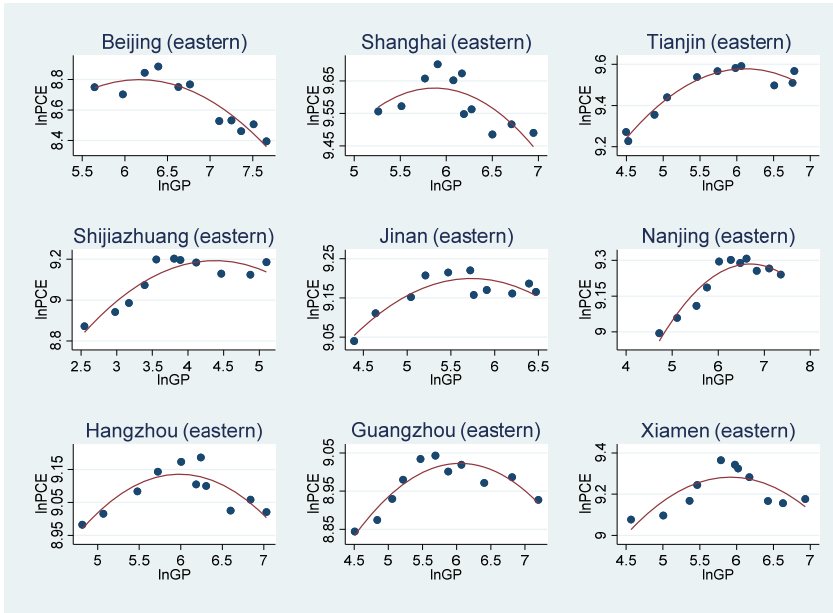 Beijing (eastern)
lnPCE
8.8
8.6
8.4
5.5 6 6.5 7 7.5
lnGP
Shanghai (eastern)
lnPCE
9.65
9.55
9.45
5 5.5 6 6.5 7
lnGP
Tianjin (eastern)
lnPCE
9.6
9.4
9.2
4.5 5 5.5 6 6.5 7
lnGP
Shijiazhuang (eastern)
lnPCE
9.2
9
8.8
2.5 3 3.5 4 4.5 5
lnGP
Jinan (eastern)
lnPCE
9.25
9.15
9.05
4.5 5 5.5 6 6.5
lnGP
Nanjing (eastern)
lnPCE
9.3
9.15
9
4 5 6 7 8
lnGP
Hangzhou (eastern)
lnPCE
9.15
9.05
8.95
5 5.5 6 6.5 7
lnGP
Guangzhou (eastern)
lnPCE
9.05
8.95
8.85
4.5 5 5.5 6 6.5 7
lnGP
Xiamen (eastern)
lnPCE
9.4
9.2
9
4.5 5 5.5 6 6.5 7
lnGP